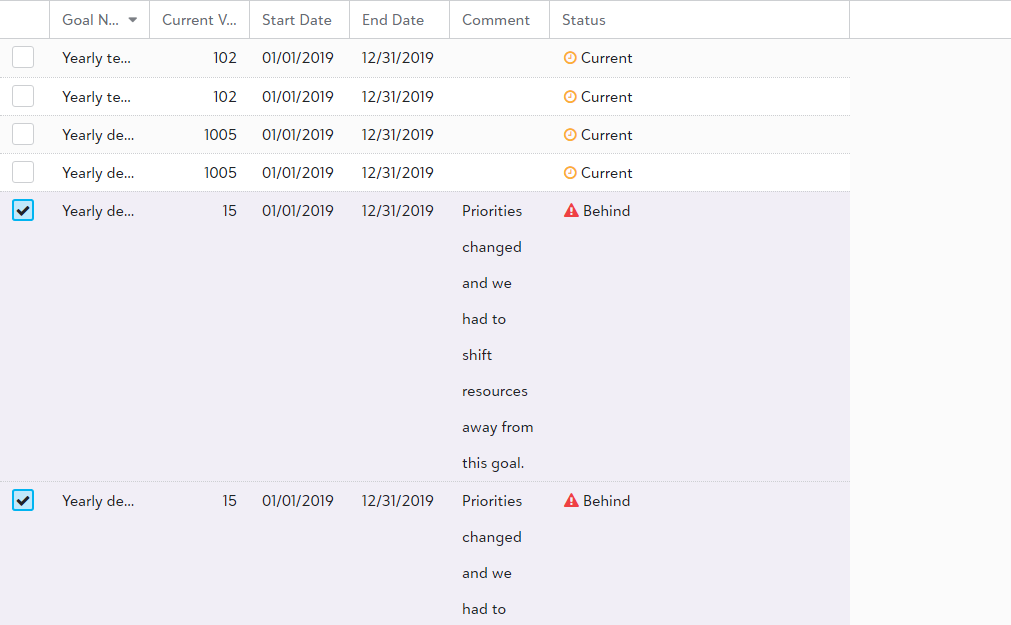 Goal N... Current V... Start Date End Date Comment Status
Yearly te... 102 01/01/2019 12/31/2019 Current
Yearly te... 102 01/01/2019 12/31/2019 Current
Yearly de... 1005 01/01/2019 12/31/2019 Current
Yearly de... 1005 01/01/2019 12/31/2019 Current
Yearly de... 15 01/01/2019 12/31/2019 Priorities Behind
changed
and we
had to
shift
resources
away from
this goal.
Yearly de... 15 01/01/2019 12/31/2019 Priorities Behind
changed
and we
had to